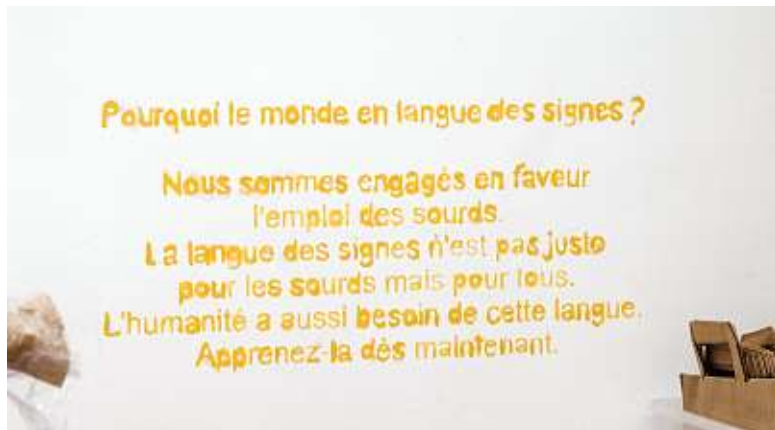 Pourquoi le monde en langue des signes ?
Nous sommes engagés en faveur
l'emploi des sourds.
La langue des signes n'est pas juste
pour les sourds mais pour tous.
L'humanité a aussi besoin de cette langue.
Apprenez-la dès maintenant.